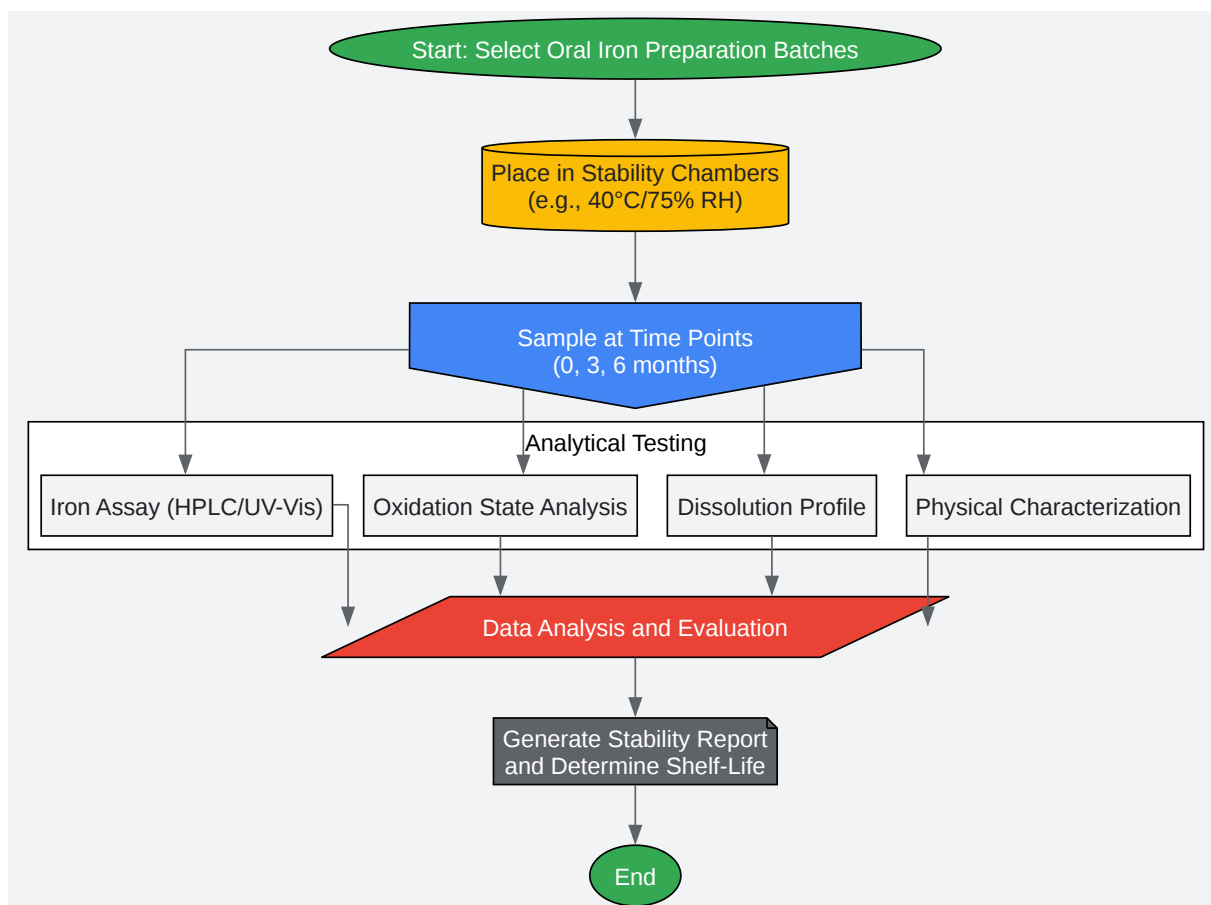 Start: Select Oral Iron Preparation Batches
Place in Stability Chambers
(e.g., 40°C/75% RH)
Sample at Time Points
(0, 3, 6 months)
Analytical Testing
Iron Assay (HPLC/UV-Vis)
Oxidation State Analysis
Dissolution Profile
Physical Characterization
Data Analysis and Evaluation
Generate Stability Report
and Determine Shelf-Life
End